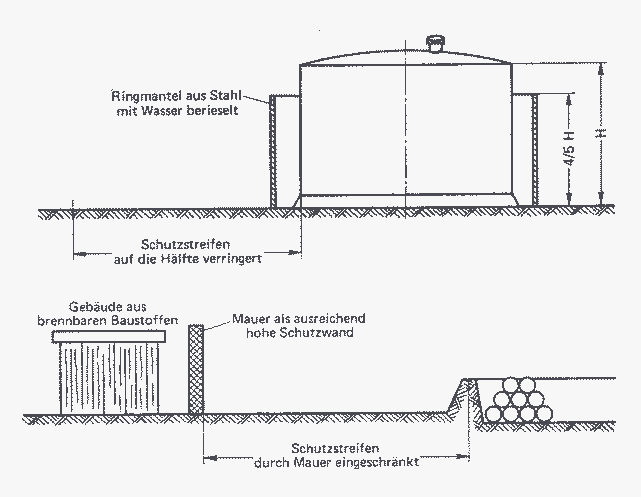 Ringmantel aus Stahl
mit Wasser berieselt
4/5 H
H
Schutzstreifen
auf die Hälfte verringert
Gebäude aus
brennbaren Baustoffen
Mauer als ausreichend
hohe Schutzwand
Schutzstreifen
durch Mauer eingeschränkt